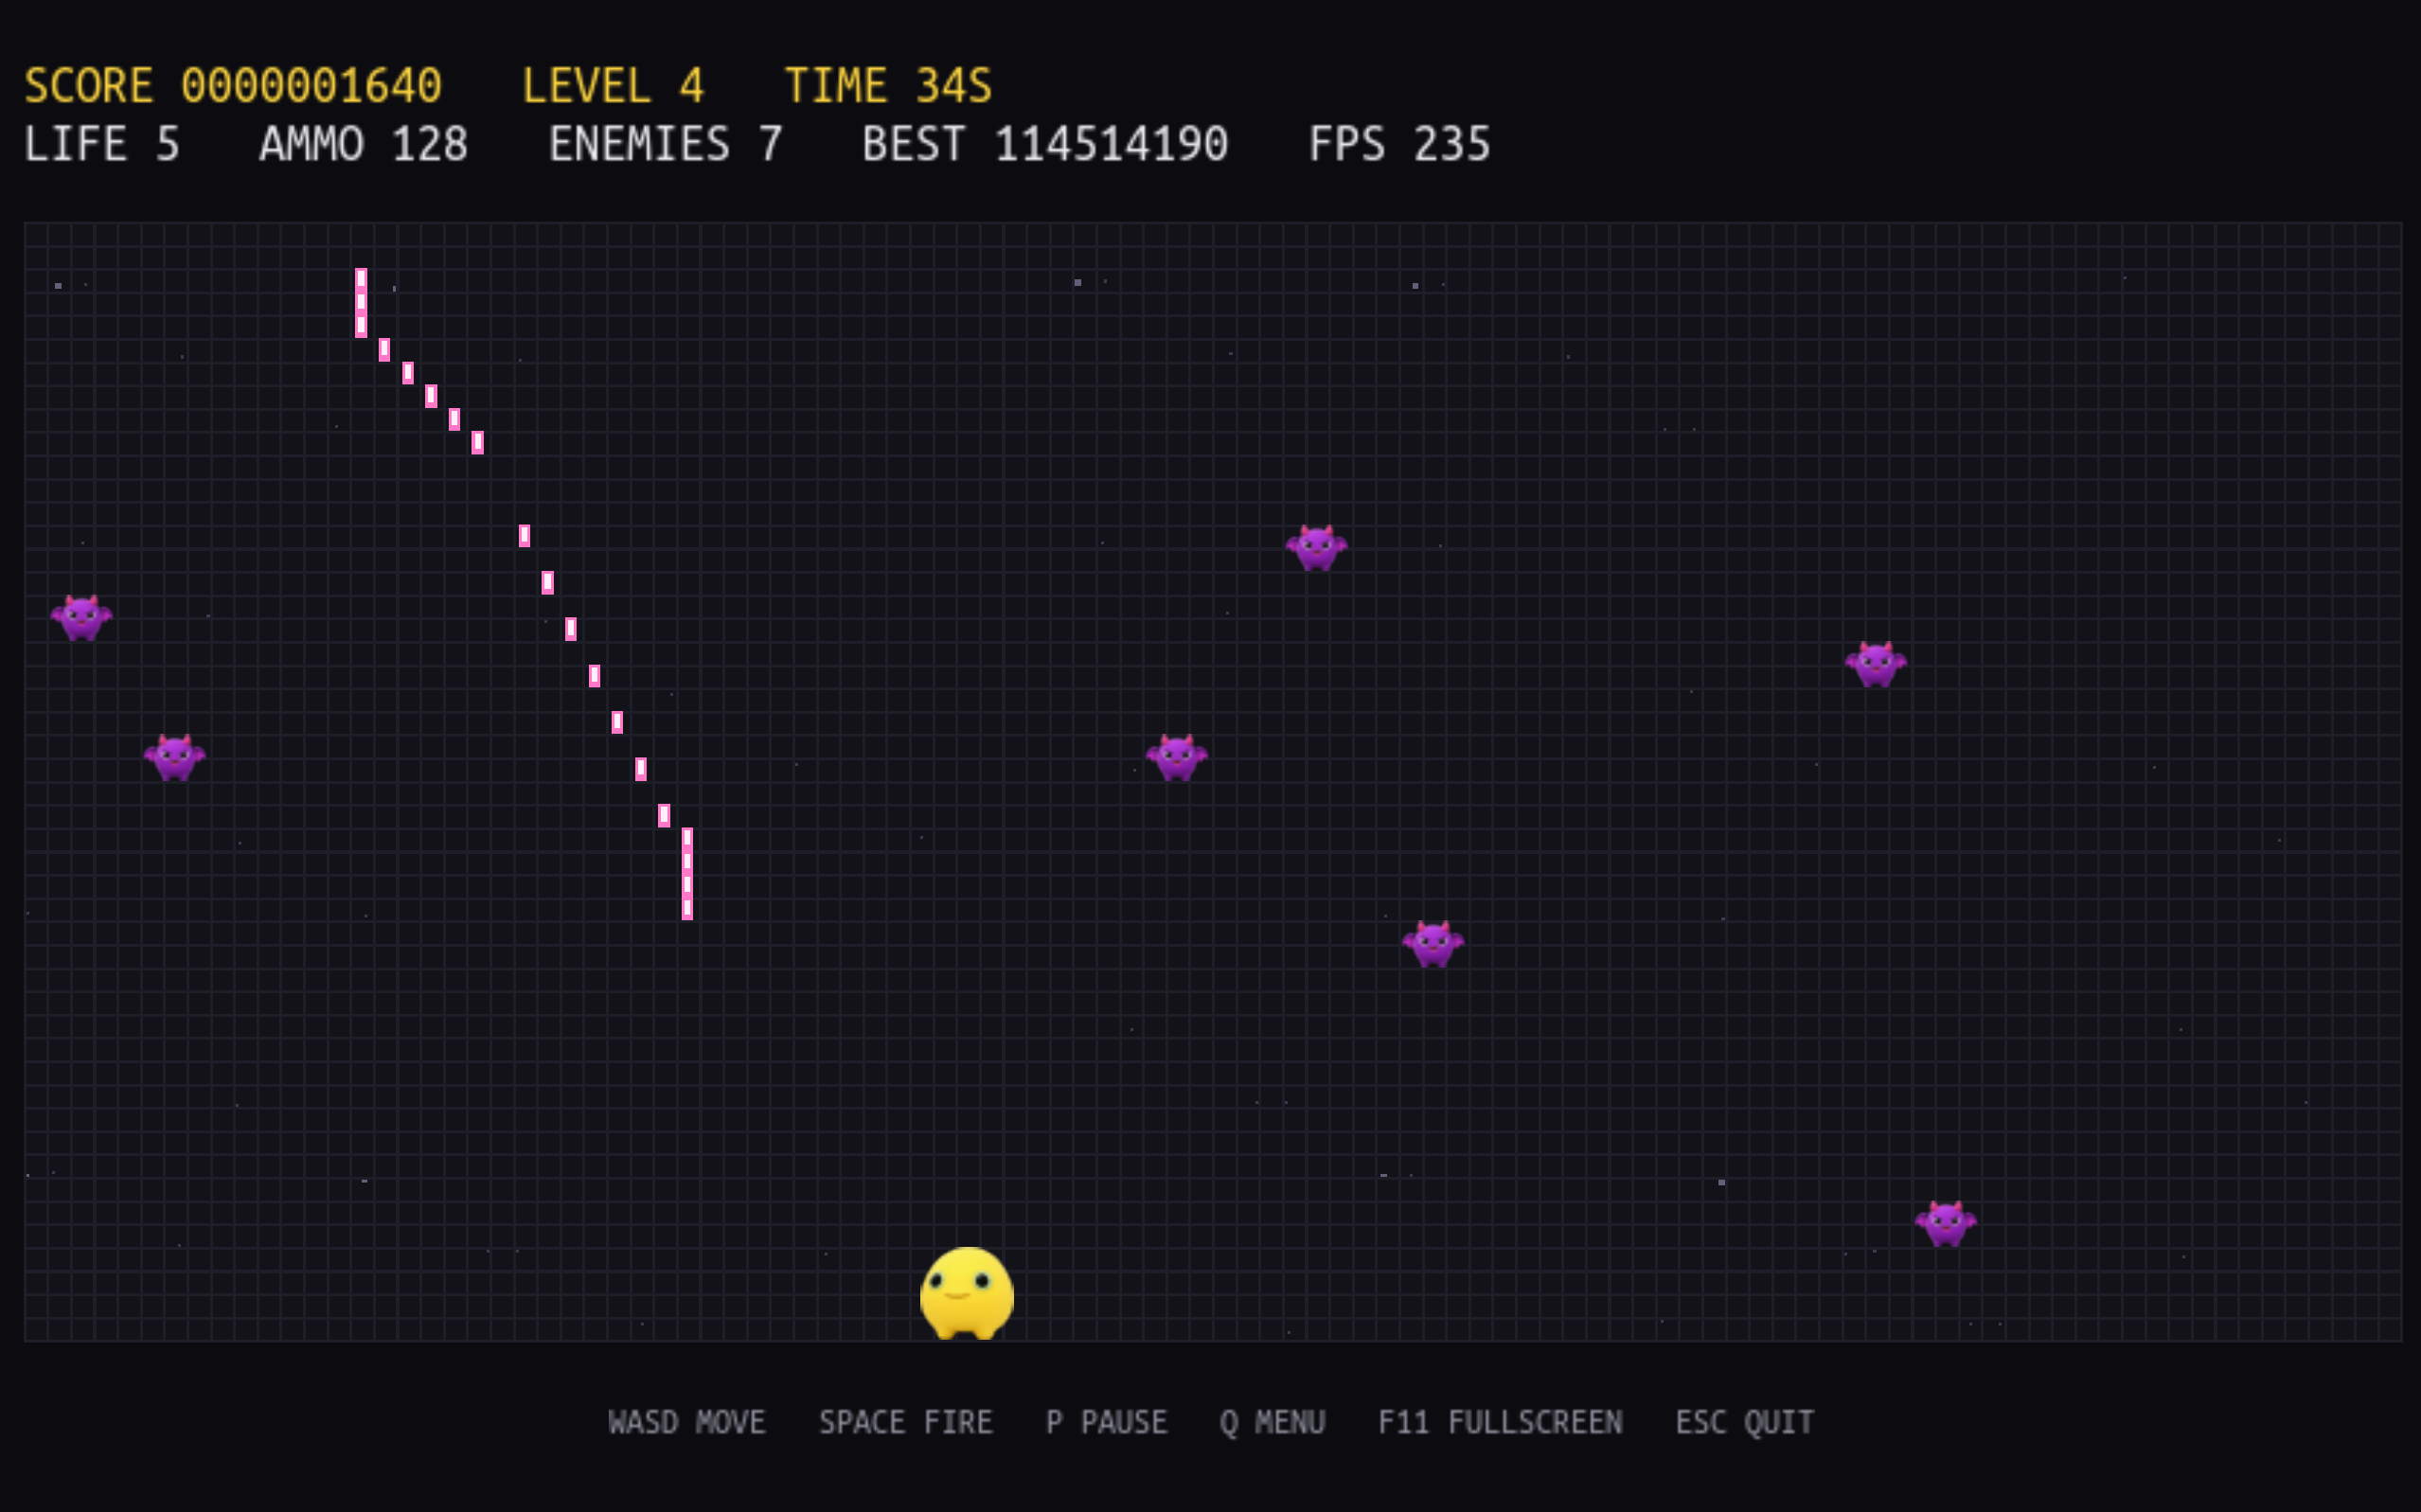 SCORE 0000001640 LEVEL 4 TIME 34S
LIFE 5 AMMO 128 ENEMIES 7 BEST 114514190 FPS 235
WASD MOVE SPACE FIRE P PAUSE Q MENU F11 FULLSCREEN ESC QUIT